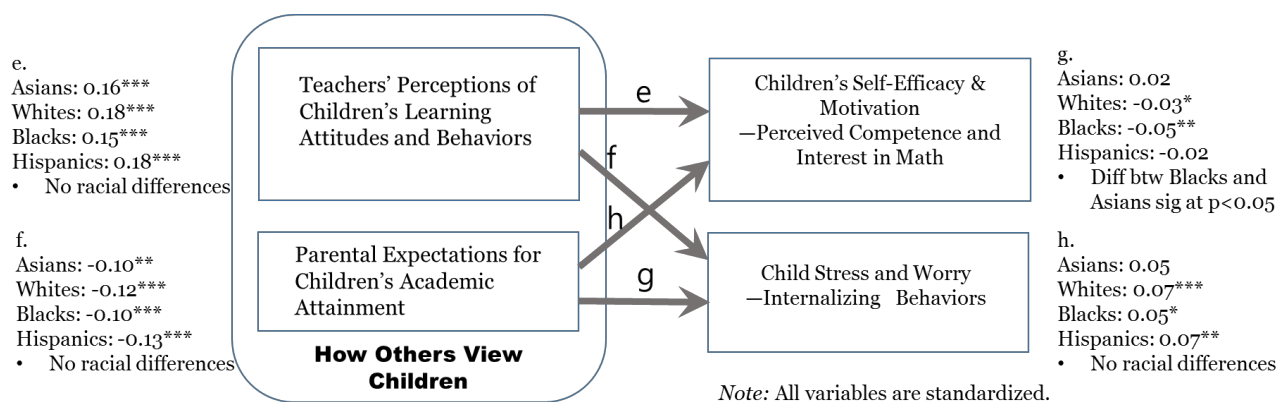 e.
Asians: 0.16***
Whites: 0.18***
Blacks: 0.15***
Hispanics: 0.18***
• No racial differences
f.
Asians: -0.10**
Whites: -0.12***
Blacks: -0.10***
Hispanics: -0.13***
• No racial differences
Teachers’ Perceptions of
Children’s Learning
Attitudes and Behaviors
Parental Expectations for
Children’s Academic
Attainment
How Others View
Children
e
f
h
g
Children’s Self-Efficacy &
Motivation
—Perceived Competence and
Interest in Math
Child Stress and Worry
—Internalizing Behaviors
g.
Asians: 0.02
Whites: -0.03*
Blacks: -0.05**
Hispanics: -0.02
• Diff btw Blacks and
Asians sig at p<0.05
h.
Asians: 0.05
Whites: 0.07***
Blacks: 0.05*
Hispanics: 0.07**
• No racial differences
Note: All variables are standardized.